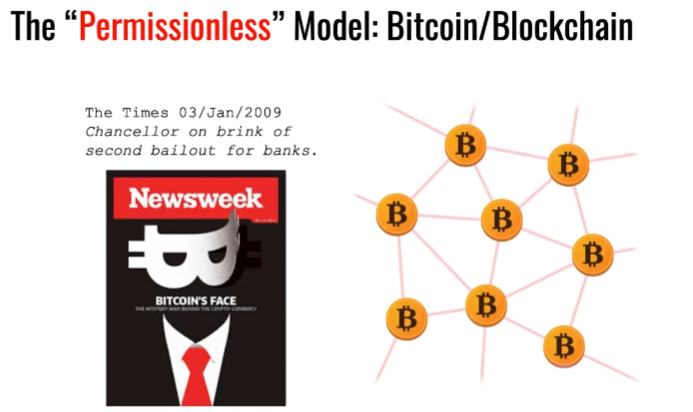 The “Permissionless” Model: Bitcoin/Blockchain
The Times 03/Jan/2009
Chancellor on brink of
second bailout for banks.
Newsweek
BITCOIN'S FACE
THE MYSTERY MAN BEHIND THE CRYPTO-CURRENCY